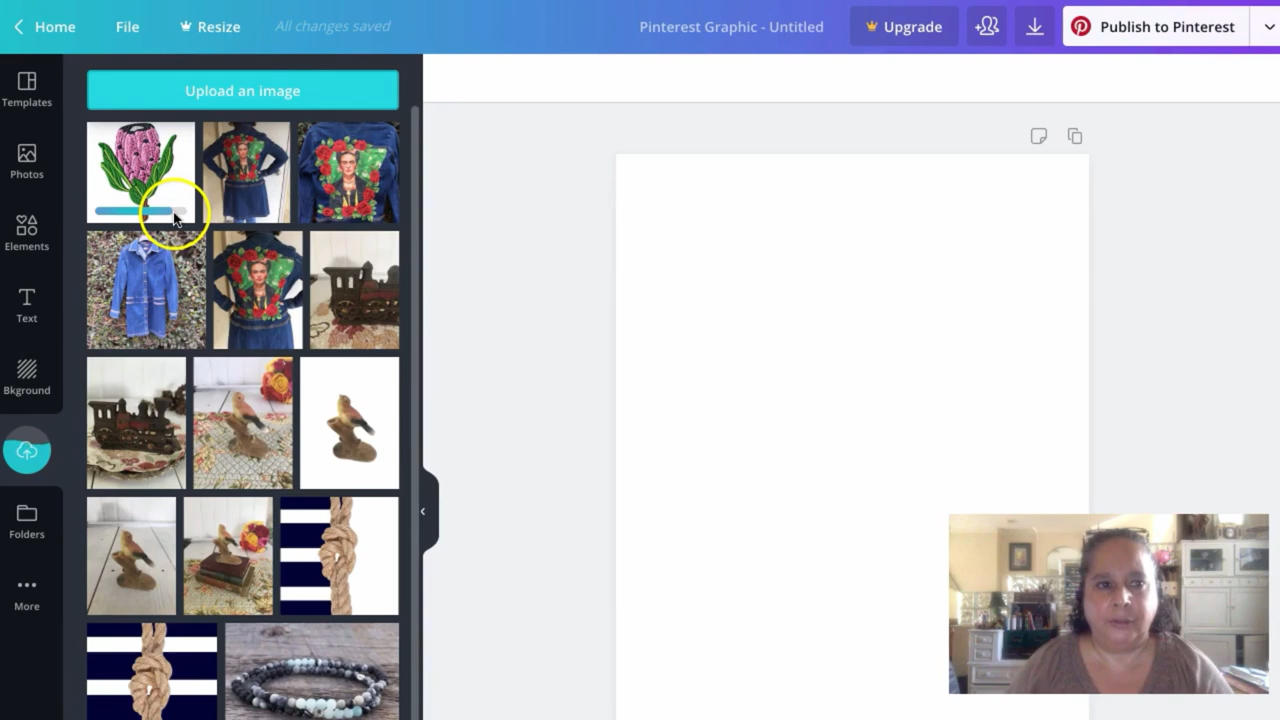 Home File Resize All changes saved Pinterest Graphic - Untitled Upgrade Publish to Pinterest
Upload an image
Templates
Photos
Elements
Text
Bkground
Folders
More